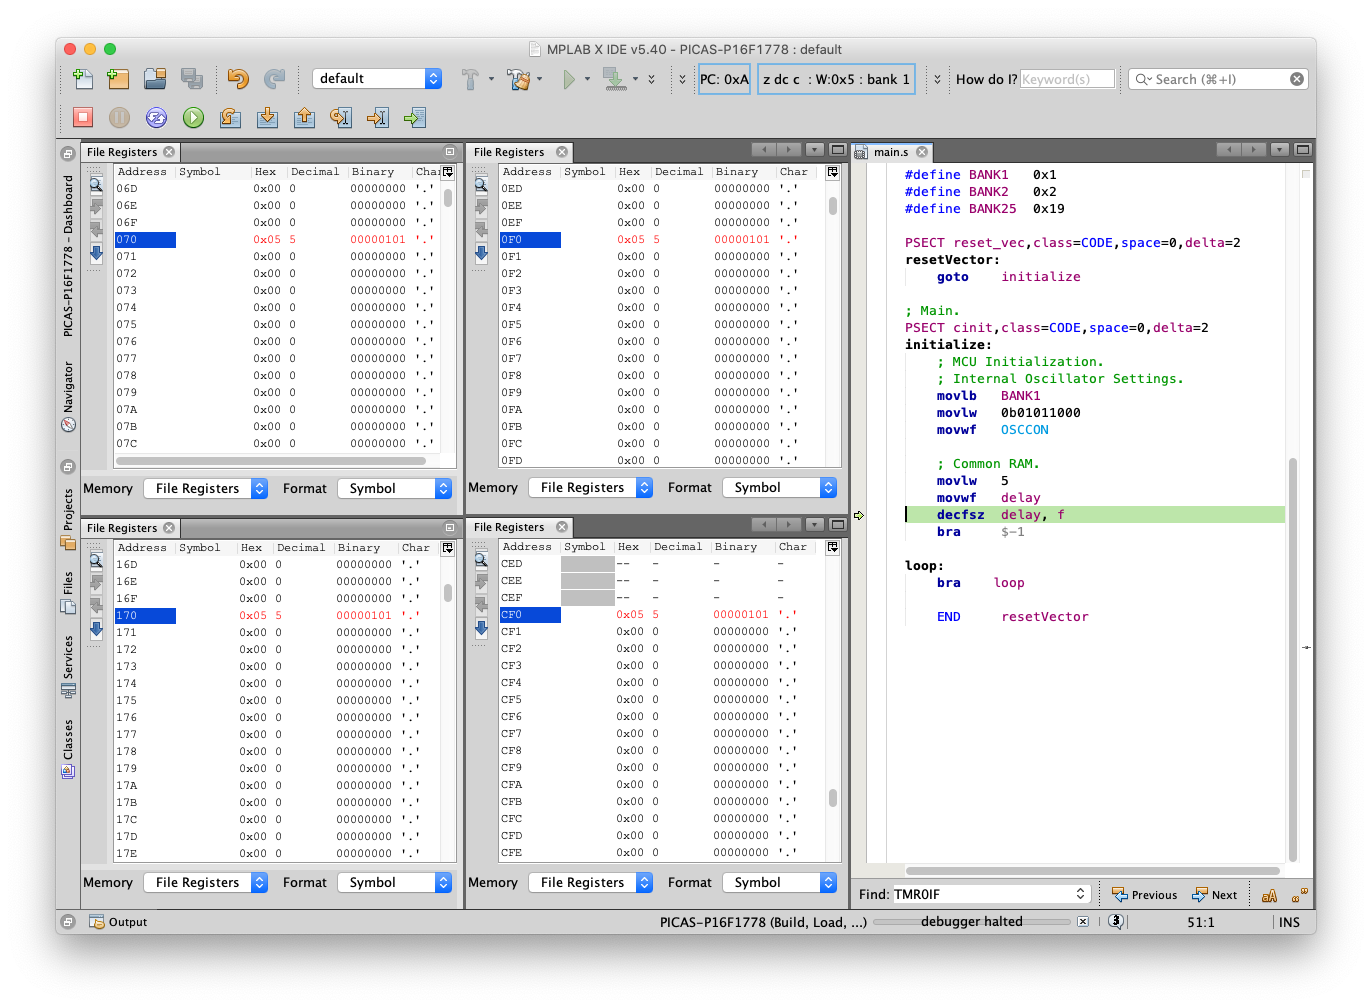 MPLAB X IDE v5.40 - PICAS-P16F1778 : default
default
PC: 0xA
z dc c : W:0x5 : bank 1
How do I?
Keyword(s)
Search (⌘+I)
PICAS-P16F1778 - Dashboard
Navigator
Projects
Files
Services
Classes
File Registers
Address Symbol Hex Decimal Binary Char
06D 0x00 0 00000000 '.'
06E 0x00 0 00000000 '.'
06F 0x00 0 00000000 '.'
070 0x05 5 00000101 '.'
071 0x00 0 00000000 '.'
072 0x00 0 00000000 '.'
073 0x00 0 00000000 '.'
074 0x00 0 00000000 '.'
075 0x00 0 00000000 '.'
076 0x00 0 00000000 '.'
077 0x00 0 00000000 '.'
078 0x00 0 00000000 '.'
079 0x00 0 00000000 '.'
07A 0x00 0 00000000 '.'
07B 0x00 0 00000000 '.'
07C 0x00 0 00000000 '.'
Memory File Registers Format Symbol
File Registers
Address Symbol Hex Decimal Binary Char
0ED 0x00 0 00000000 '.'
0EE 0x00 0 00000000 '.'
0EF 0x00 0 00000000 '.'
0F0 0x05 5 00000101 '.'
0F1 0x00 0 00000000 '.'
0F2 0x00 0 00000000 '.'
0F3 0x00 0 00000000 '.'
0F4 0x00 0 00000000 '.'
0F5 0x00 0 00000000 '.'
0F6 0x00 0 00000000 '.'
0F7 0x00 0 00000000 '.'
0F8 0x00 0 00000000 '.'
0F9 0x00 0 00000000 '.'
0FA 0x00 0 00000000 '.'
0FB 0x00 0 00000000 '.'
0FC 0x00 0 00000000 '.'
0FD 0x00 0 00000000 '.'
Memory File Registers Format Symbol
File Registers
Address Symbol Hex Decimal Binary Char
16D 0x00 0 00000000 '.'
16E 0x00 0 00000000 '.'
16F 0x00 0 00000000 '.'
170 0x05 5 00000101 '.'
171 0x00 0 00000000 '.'
172 0x00 0 00000000 '.'
173 0x00 0 00000000 '.'
174 0x00 0 00000000 '.'
175 0x00 0 00000000 '.'
176 0x00 0 00000000 '.'
177 0x00 0 00000000 '.'
178 0x00 0 00000000 '.'
179 0x00 0 00000000 '.'
17A 0x00 0 00000000 '.'
17B 0x00 0 00000000 '.'
17C 0x00 0 00000000 '.'
17D 0x00 0 00000000 '.'
17E 0x00 0 00000000 '.'
Memory File Registers Format Symbol
File Registers
Address Symbol Hex Decimal Binary Char
CED -- - - -
CEE -- - - -
CEF -- - - -
CF0 0x05 5 00000101 '.'
CF1 0x00 0 00000000 '.'
CF2 0x00 0 00000000 '.'
CF3 0x00 0 00000000 '.'
CF4 0x00 0 00000000 '.'
CF5 0x00 0 00000000 '.'
CF6 0x00 0 00000000 '.'
CF7 0x00 0 00000000 '.'
CF8 0x00 0 00000000 '.'
CF9 0x00 0 00000000 '.'
CFA 0x00 0 00000000 '.'
CFB 0x00 0 00000000 '.'
CFC 0x00 0 00000000 '.'
CFD 0x00 0 00000000 '.'
CFE 0x00 0 00000000 '.'
Memory File Registers Format Symbol
main.s
#define BANK1 0x1
#define BANK2 0x2
#define BANK25 0x19
PSECT reset_vec,class=CODE,space=0,delta=2
resetVector:
goto initialize
; Main.
PSECT cinit,class=CODE,space=0,delta=2
initialize:
; MCU Initialization.
; Internal Oscillator Settings.
movlb BANK1
movlw 0b01011000
movwf OSCCON
; Common RAM.
movlw 5
movwf delay
decfsz delay, f
bra $-1
loop:
bra loop
END resetVector
Find: TMR0IF Previous Next
Output
PICAS-P16F1778 (Build, Load, ...) debugger halted 3 51:1 INS